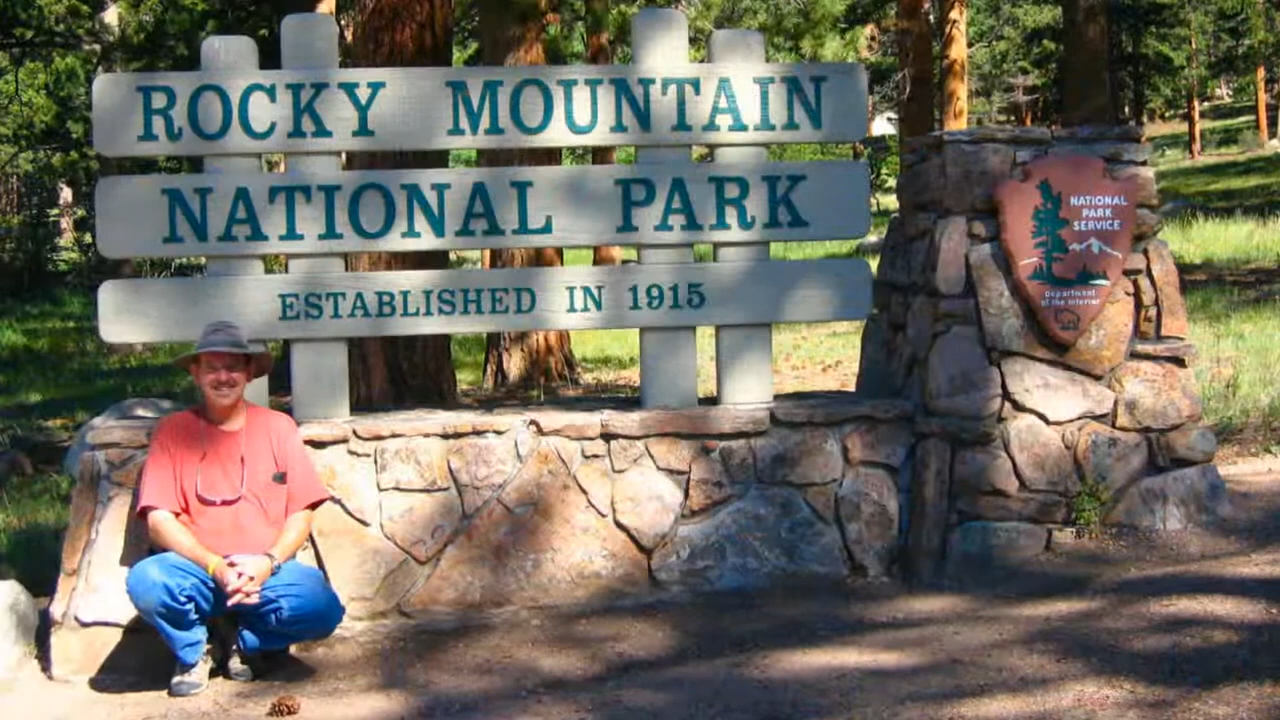 ROCKY MOUNTAIN
NATIONAL PARK
ESTABLISHED IN 1915
NATIONAL
PARK
SERVICE
Department
of the Interior